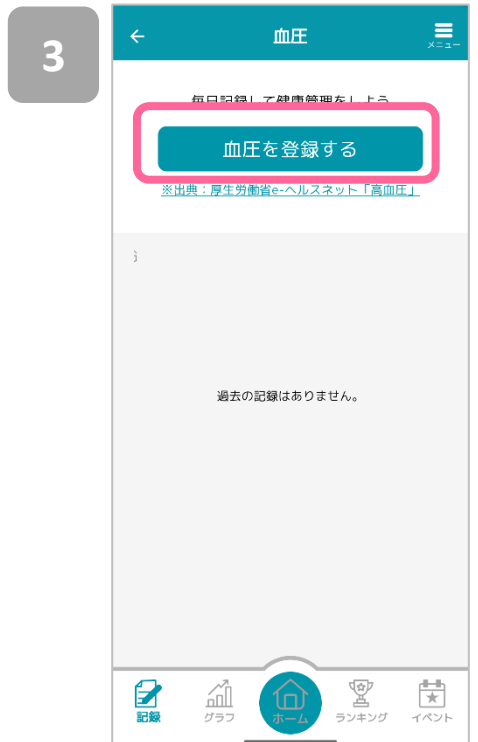 3
血圧
メニュー
毎日記録して健康管理をしよう
血圧を登録する
※出典：厚生労働省e-ヘルスネット「高血圧」
過去の記録はありません。
記録
グラフ
ホーム
ランキング
イベント